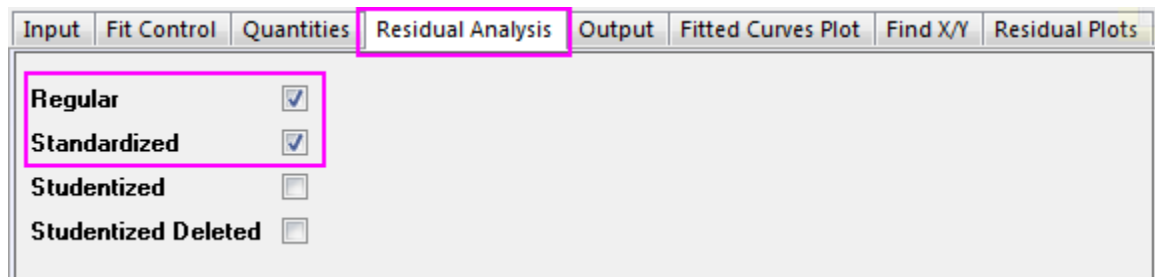 Input Fit Control Quantities Residual Analysis Output Fitted Curves Plot Find X/Y Residual Plots
Regular
Standardized
Studentized
Studentized Deleted